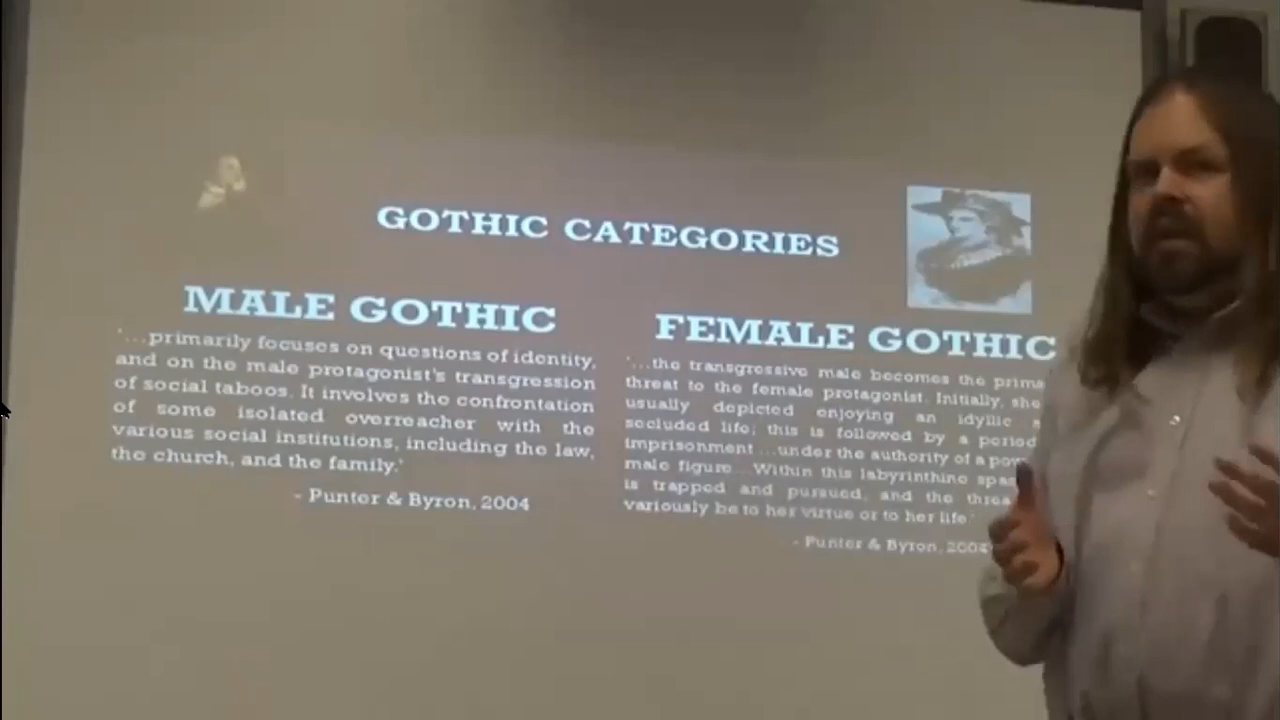 GOTHIC CATEGORIES
MALE GOTHIC
'...primarily focuses on questions of identity,
and on the male protagonist's transgression
of social taboos. It involves the confrontation
of some isolated overreacher with the
various social institutions, including the law,
the church, and the family.'
- Punter & Byron, 2004
FEMALE GOTHIC
'...the transgressive male becomes the prima
threat to the female protagonist. Initially, she
usually depicted enjoying an idyllic
secluded life; this is followed by a period
imprisonment ...under the authority of a pow
male figure... Within this labyrinthine spa
is trapped and pursued, and the threa
variously be to her virtue or to her life'
- Punter & Byron, 2004